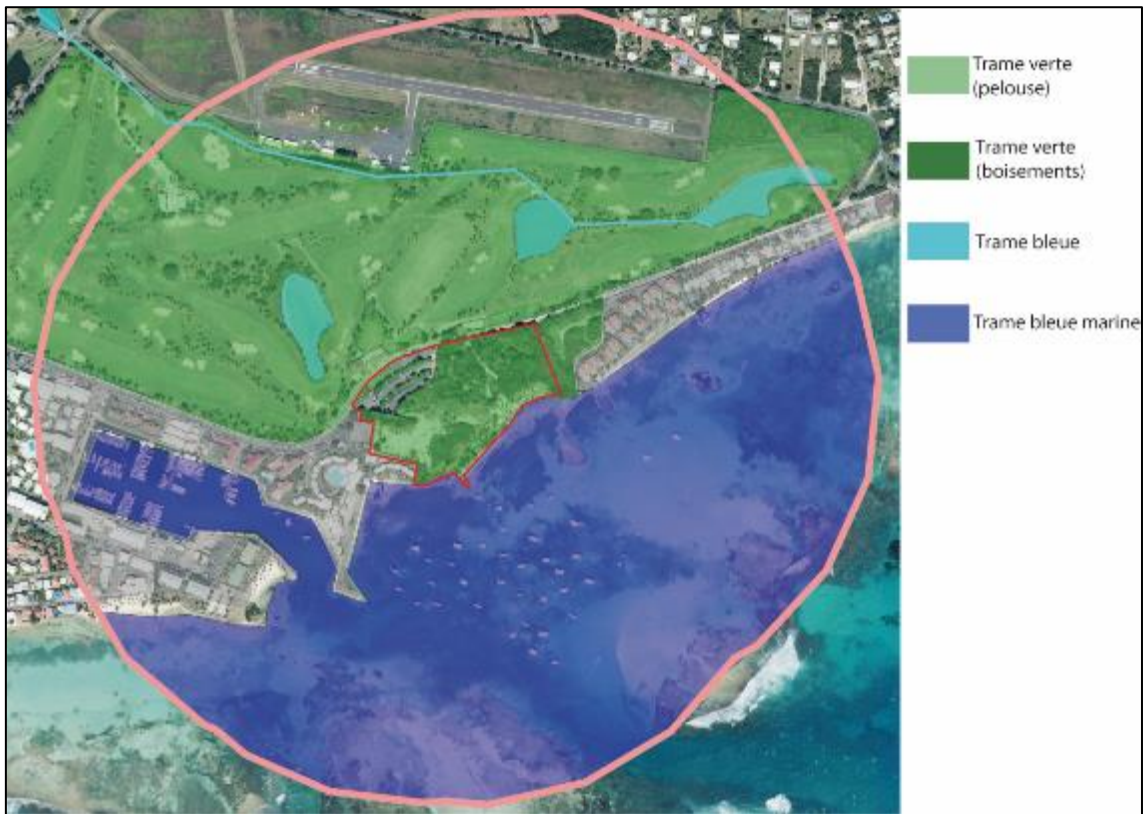 Trame verte
(pelouse)
Trame verte
(boisements)
Trame bleue
Trame bleue marine